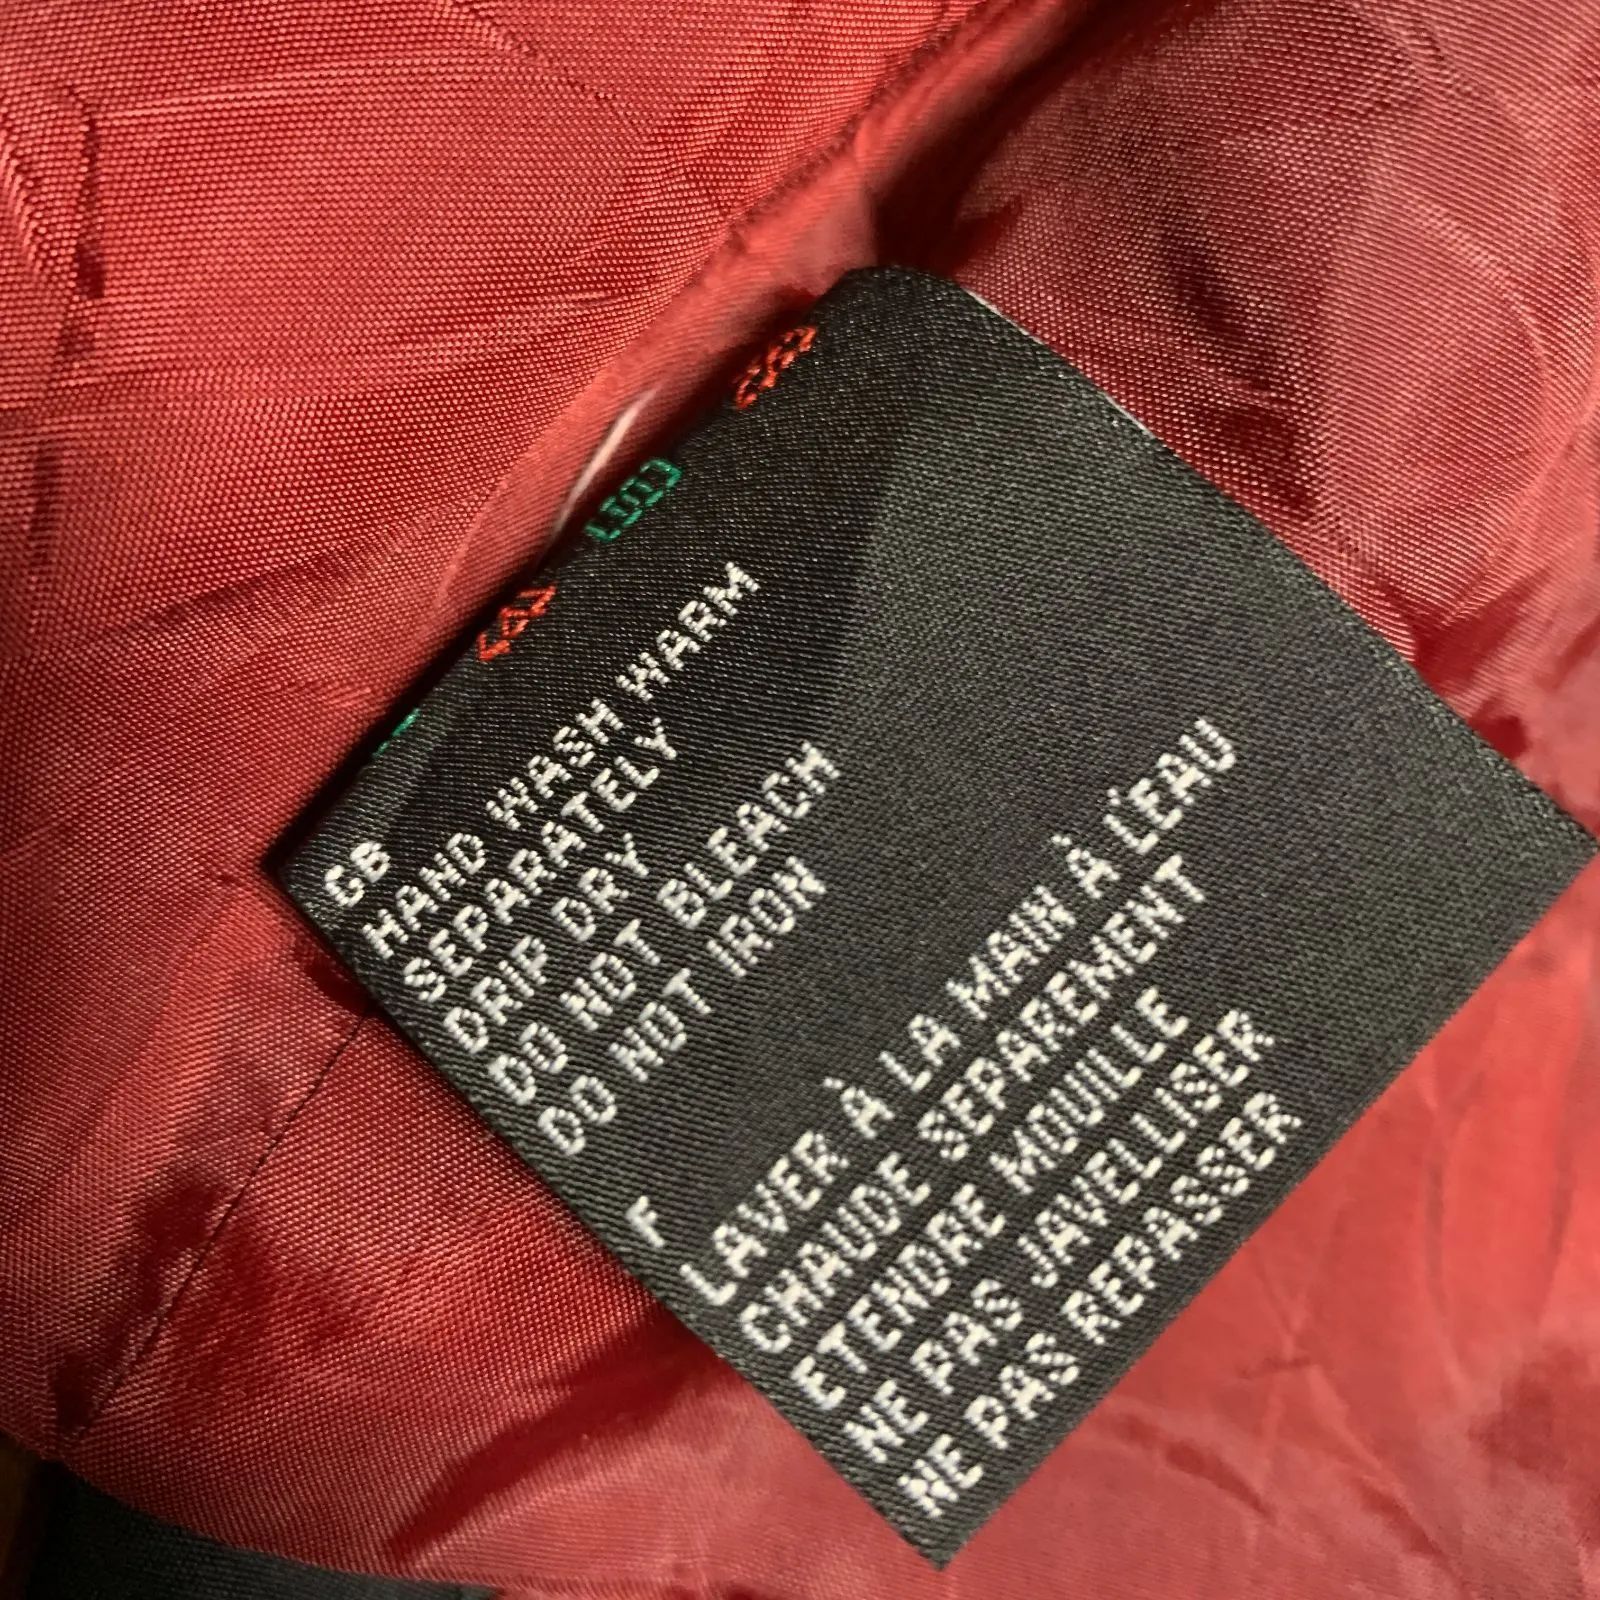 GB
HAND WASH WARM
SEPARATELY
DRIP DRY
DO NOT BLEACH
DO NOT IRON
F
LAVER À LA MAIN À L'EAU
CHAUDE SEPAREMENT
ETENDRE MOUILLE
NE PAS JAVELLISER
NE PAS REPASSER